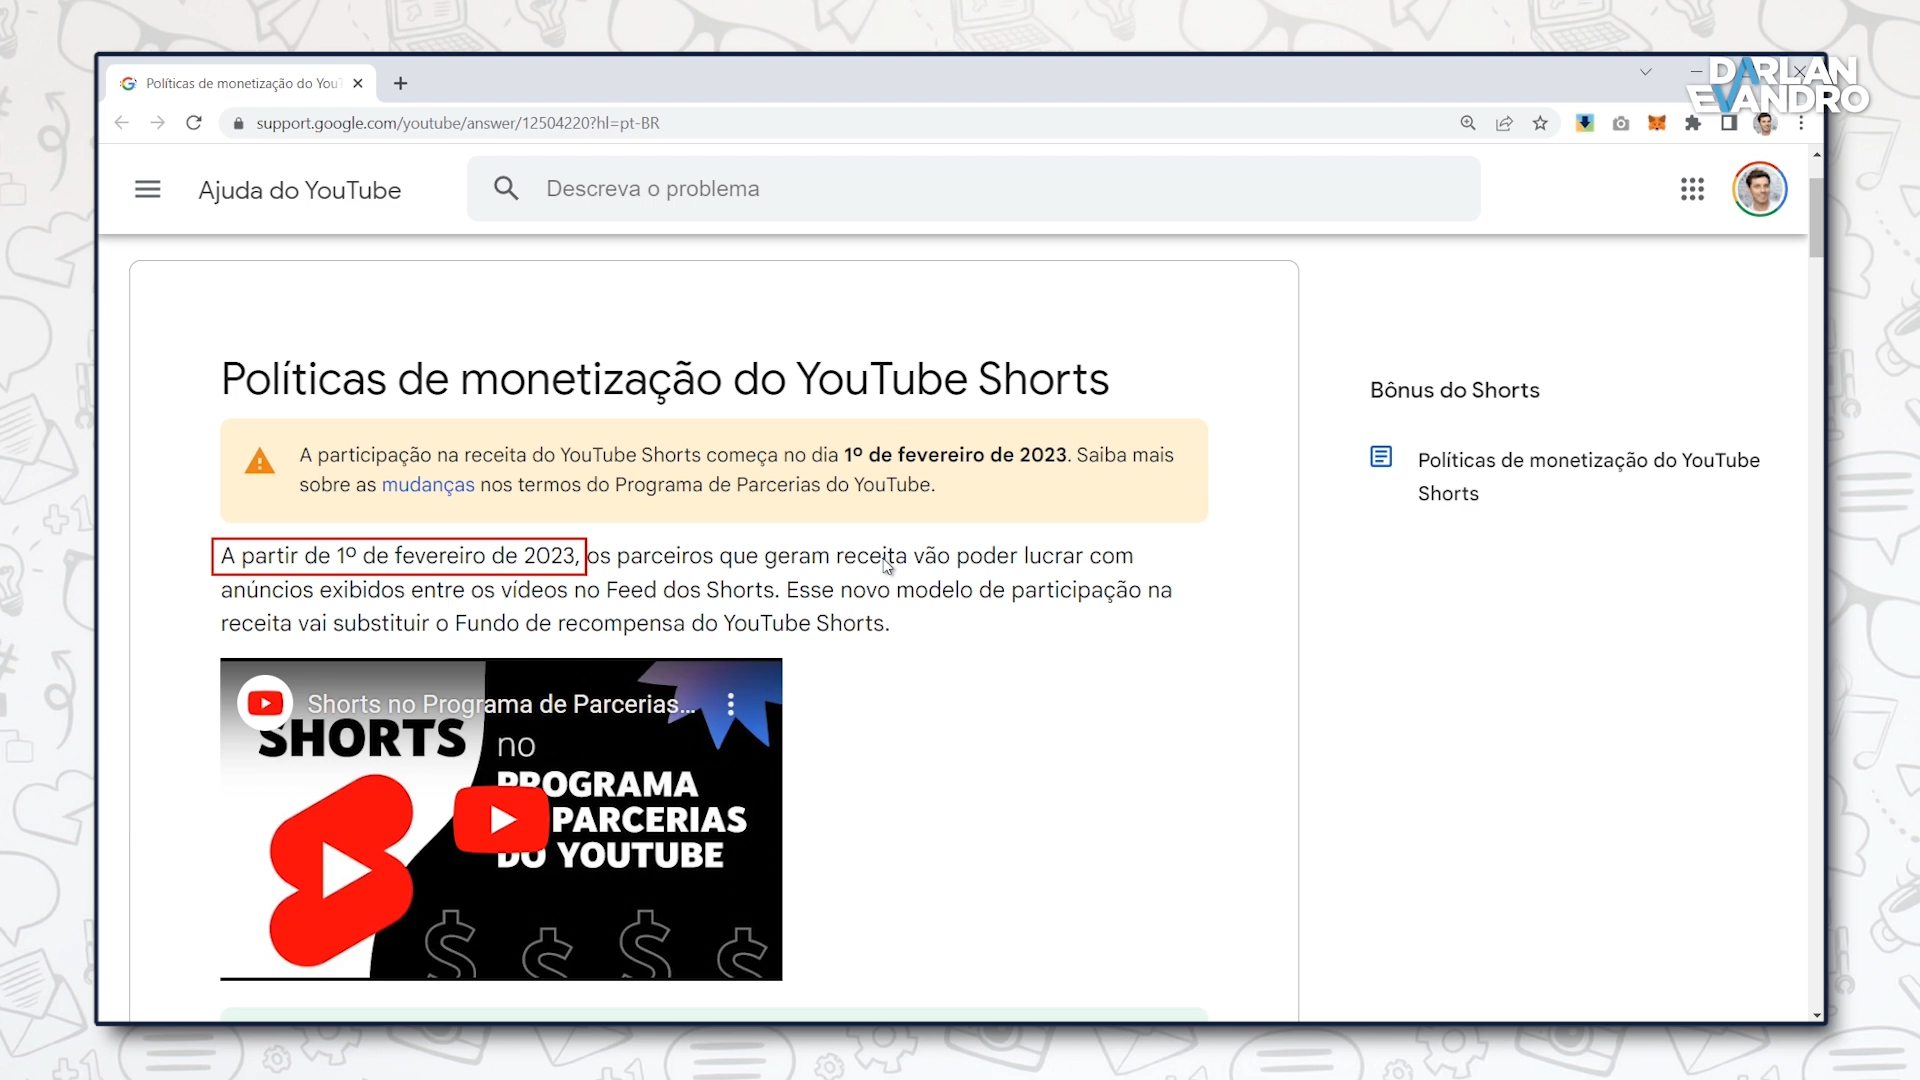 DARLAN
EVANDRO
Políticas de monetização do You
support.google.com/youtube/answer/12504220?hl=pt-BR
Ajuda do YouTube
Descreva o problema
Políticas de monetização do YouTube Shorts
A participação na receita do YouTube Shorts começa no dia 1º de fevereiro de 2023. Saiba mais
sobre as mudanças nos termos do Programa de Parcerias do YouTube.
A partir de 1º de fevereiro de 2023, os parceiros que geram receita vão poder lucrar com
anúncios exibidos entre os vídeos no Feed dos Shorts. Esse novo modelo de participação na
receita vai substituir o Fundo de recompensa do YouTube Shorts.
Shorts no Programa de Parcerias...
SHORTS no
PROGRAMA
PARCERIAS
DO YOUTUBE
Bônus do Shorts
Políticas de monetização do YouTube
Shorts